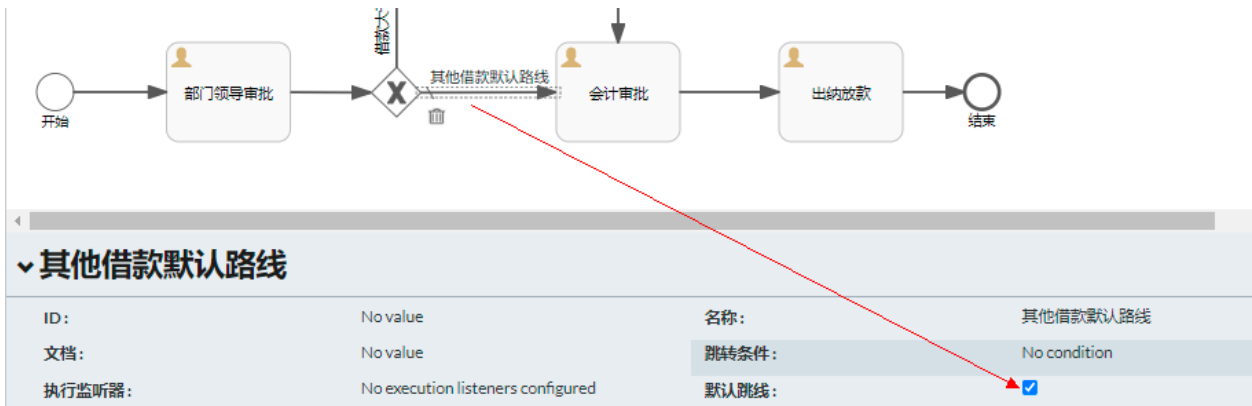 借款大
其他借款默认路线
部门领导审批
会计审批
出纳放款
开始
结束
其他借款默认路线
ID: No value 名称: 其他借款默认路线
文档: No value 跳转条件: No condition
执行监听器: No execution listeners configured 默认跳线: